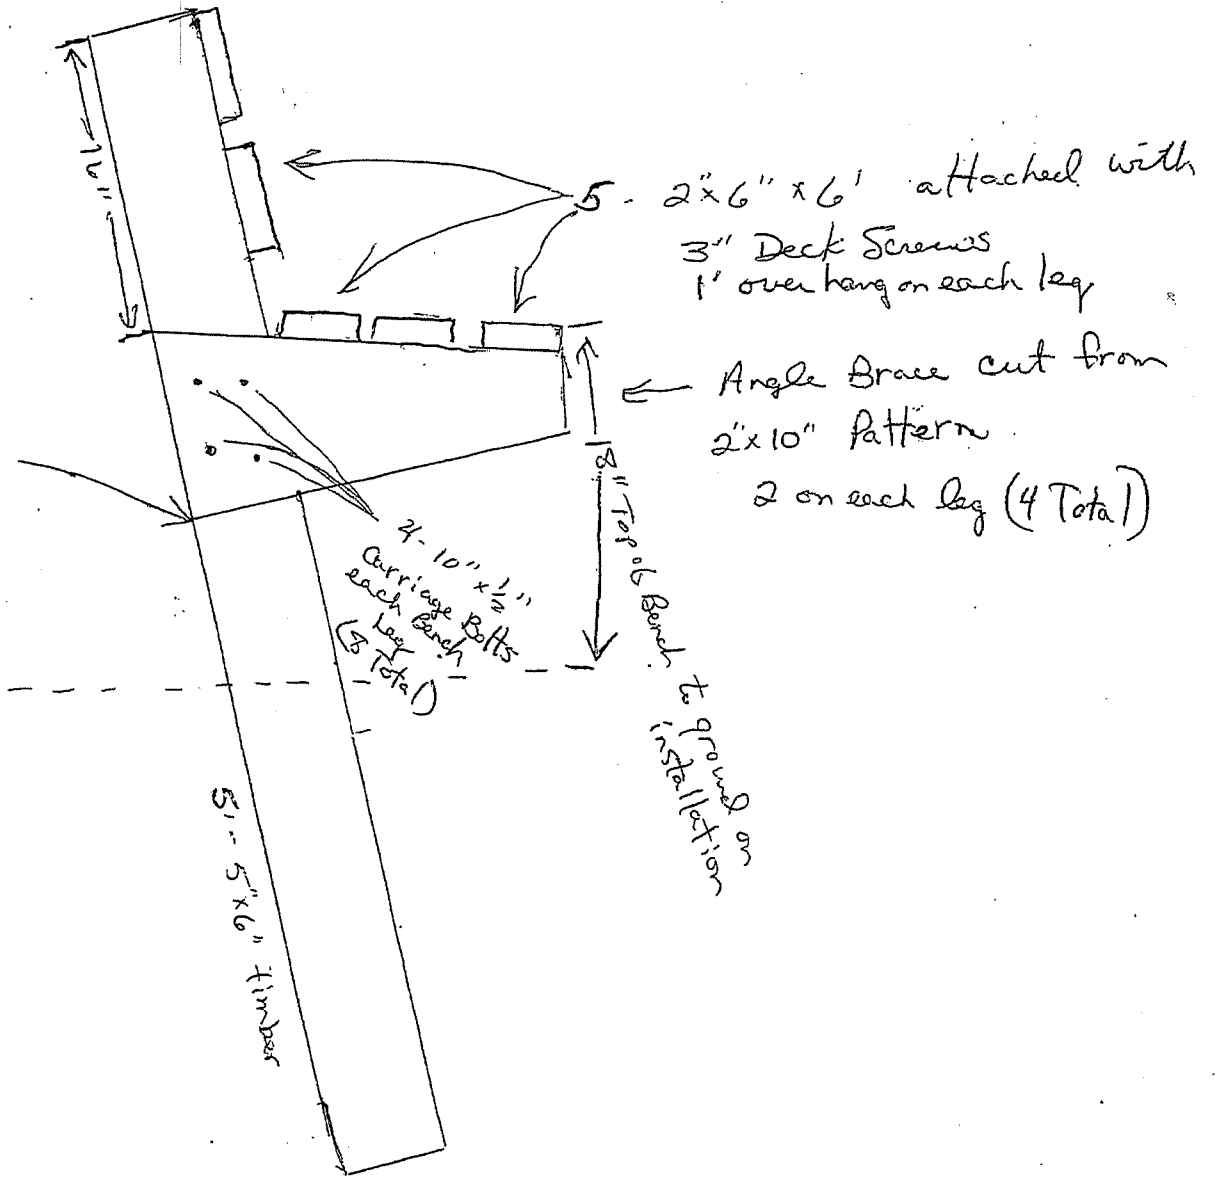 16"
5 - 2"x6" x 6' attached with
3" Deck Screws
1' overhang on each leg
Angle Brace cut from
2"x10" Pattern
2 on each leg (4 Total)
18" Top of Bench to ground on
installation
4 - 10" x 1/2"
Carriage Bolts
each Bench
Leg
(8 Total)
5' - 5"x6" timber